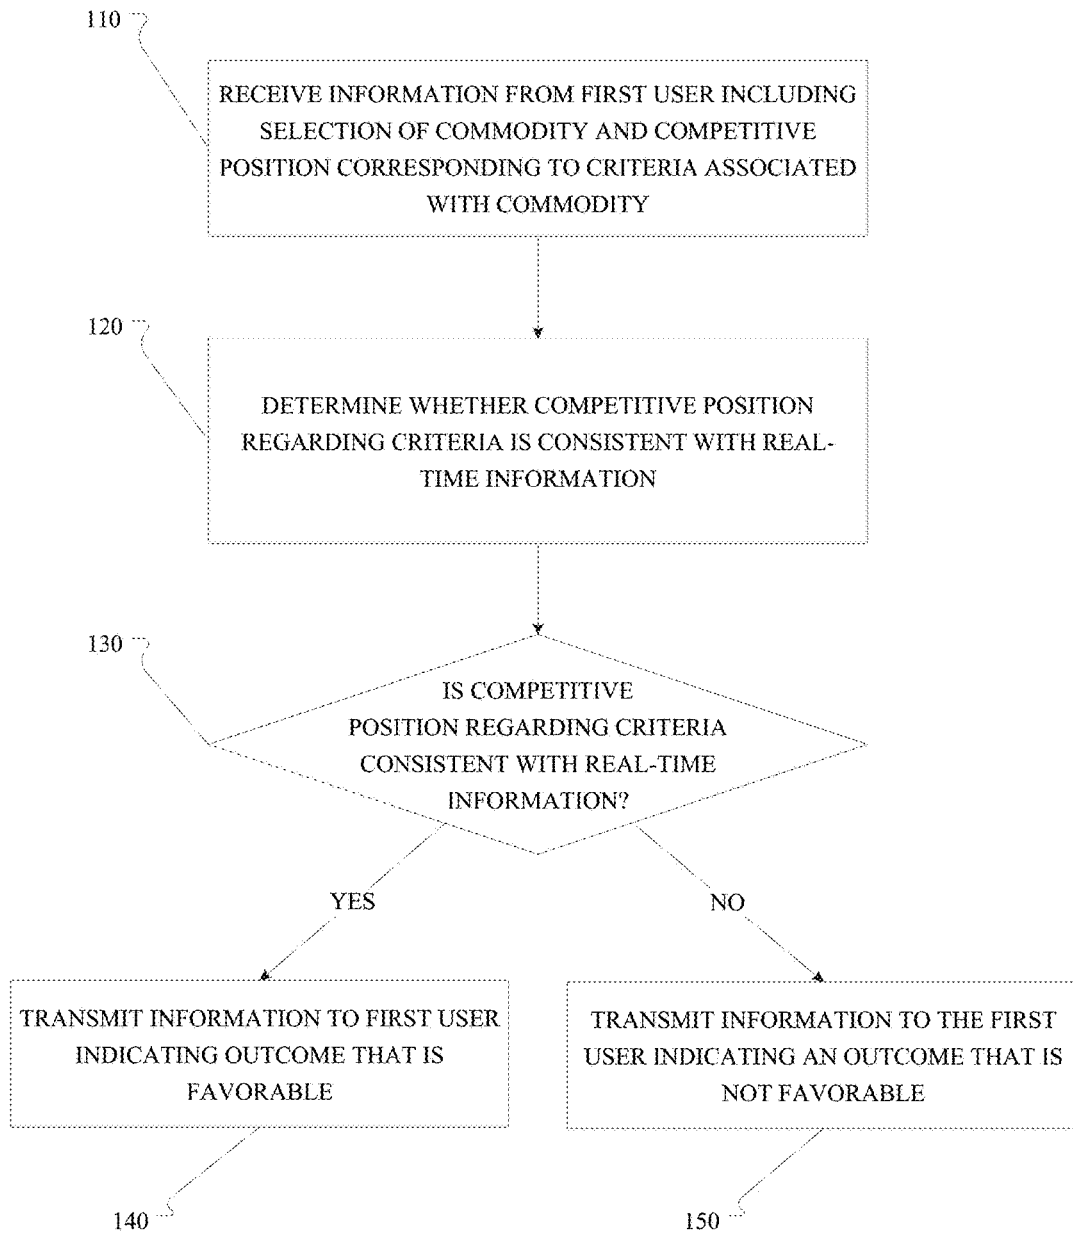 110
RECEIVE INFORMATION FROM FIRST USER INCLUDING
SELECTION OF COMMODITY AND COMPETITIVE
POSITION CORRESPONDING TO CRITERIA ASSOCIATED
WITH COMMODITY
120
DETERMINE WHETHER COMPETITIVE POSITION
REGARDING CRITERIA IS CONSISTENT WITH REAL-
TIME INFORMATION
130
IS COMPETITIVE
POSITION REGARDING CRITERIA
CONSISTENT WITH REAL-TIME
INFORMATION?
YES
NO
TRANSMIT INFORMATION TO FIRST USER
INDICATING OUTCOME THAT IS
FAVORABLE
TRANSMIT INFORMATION TO THE FIRST
USER INDICATING AN OUTCOME THAT IS
NOT FAVORABLE
140
150